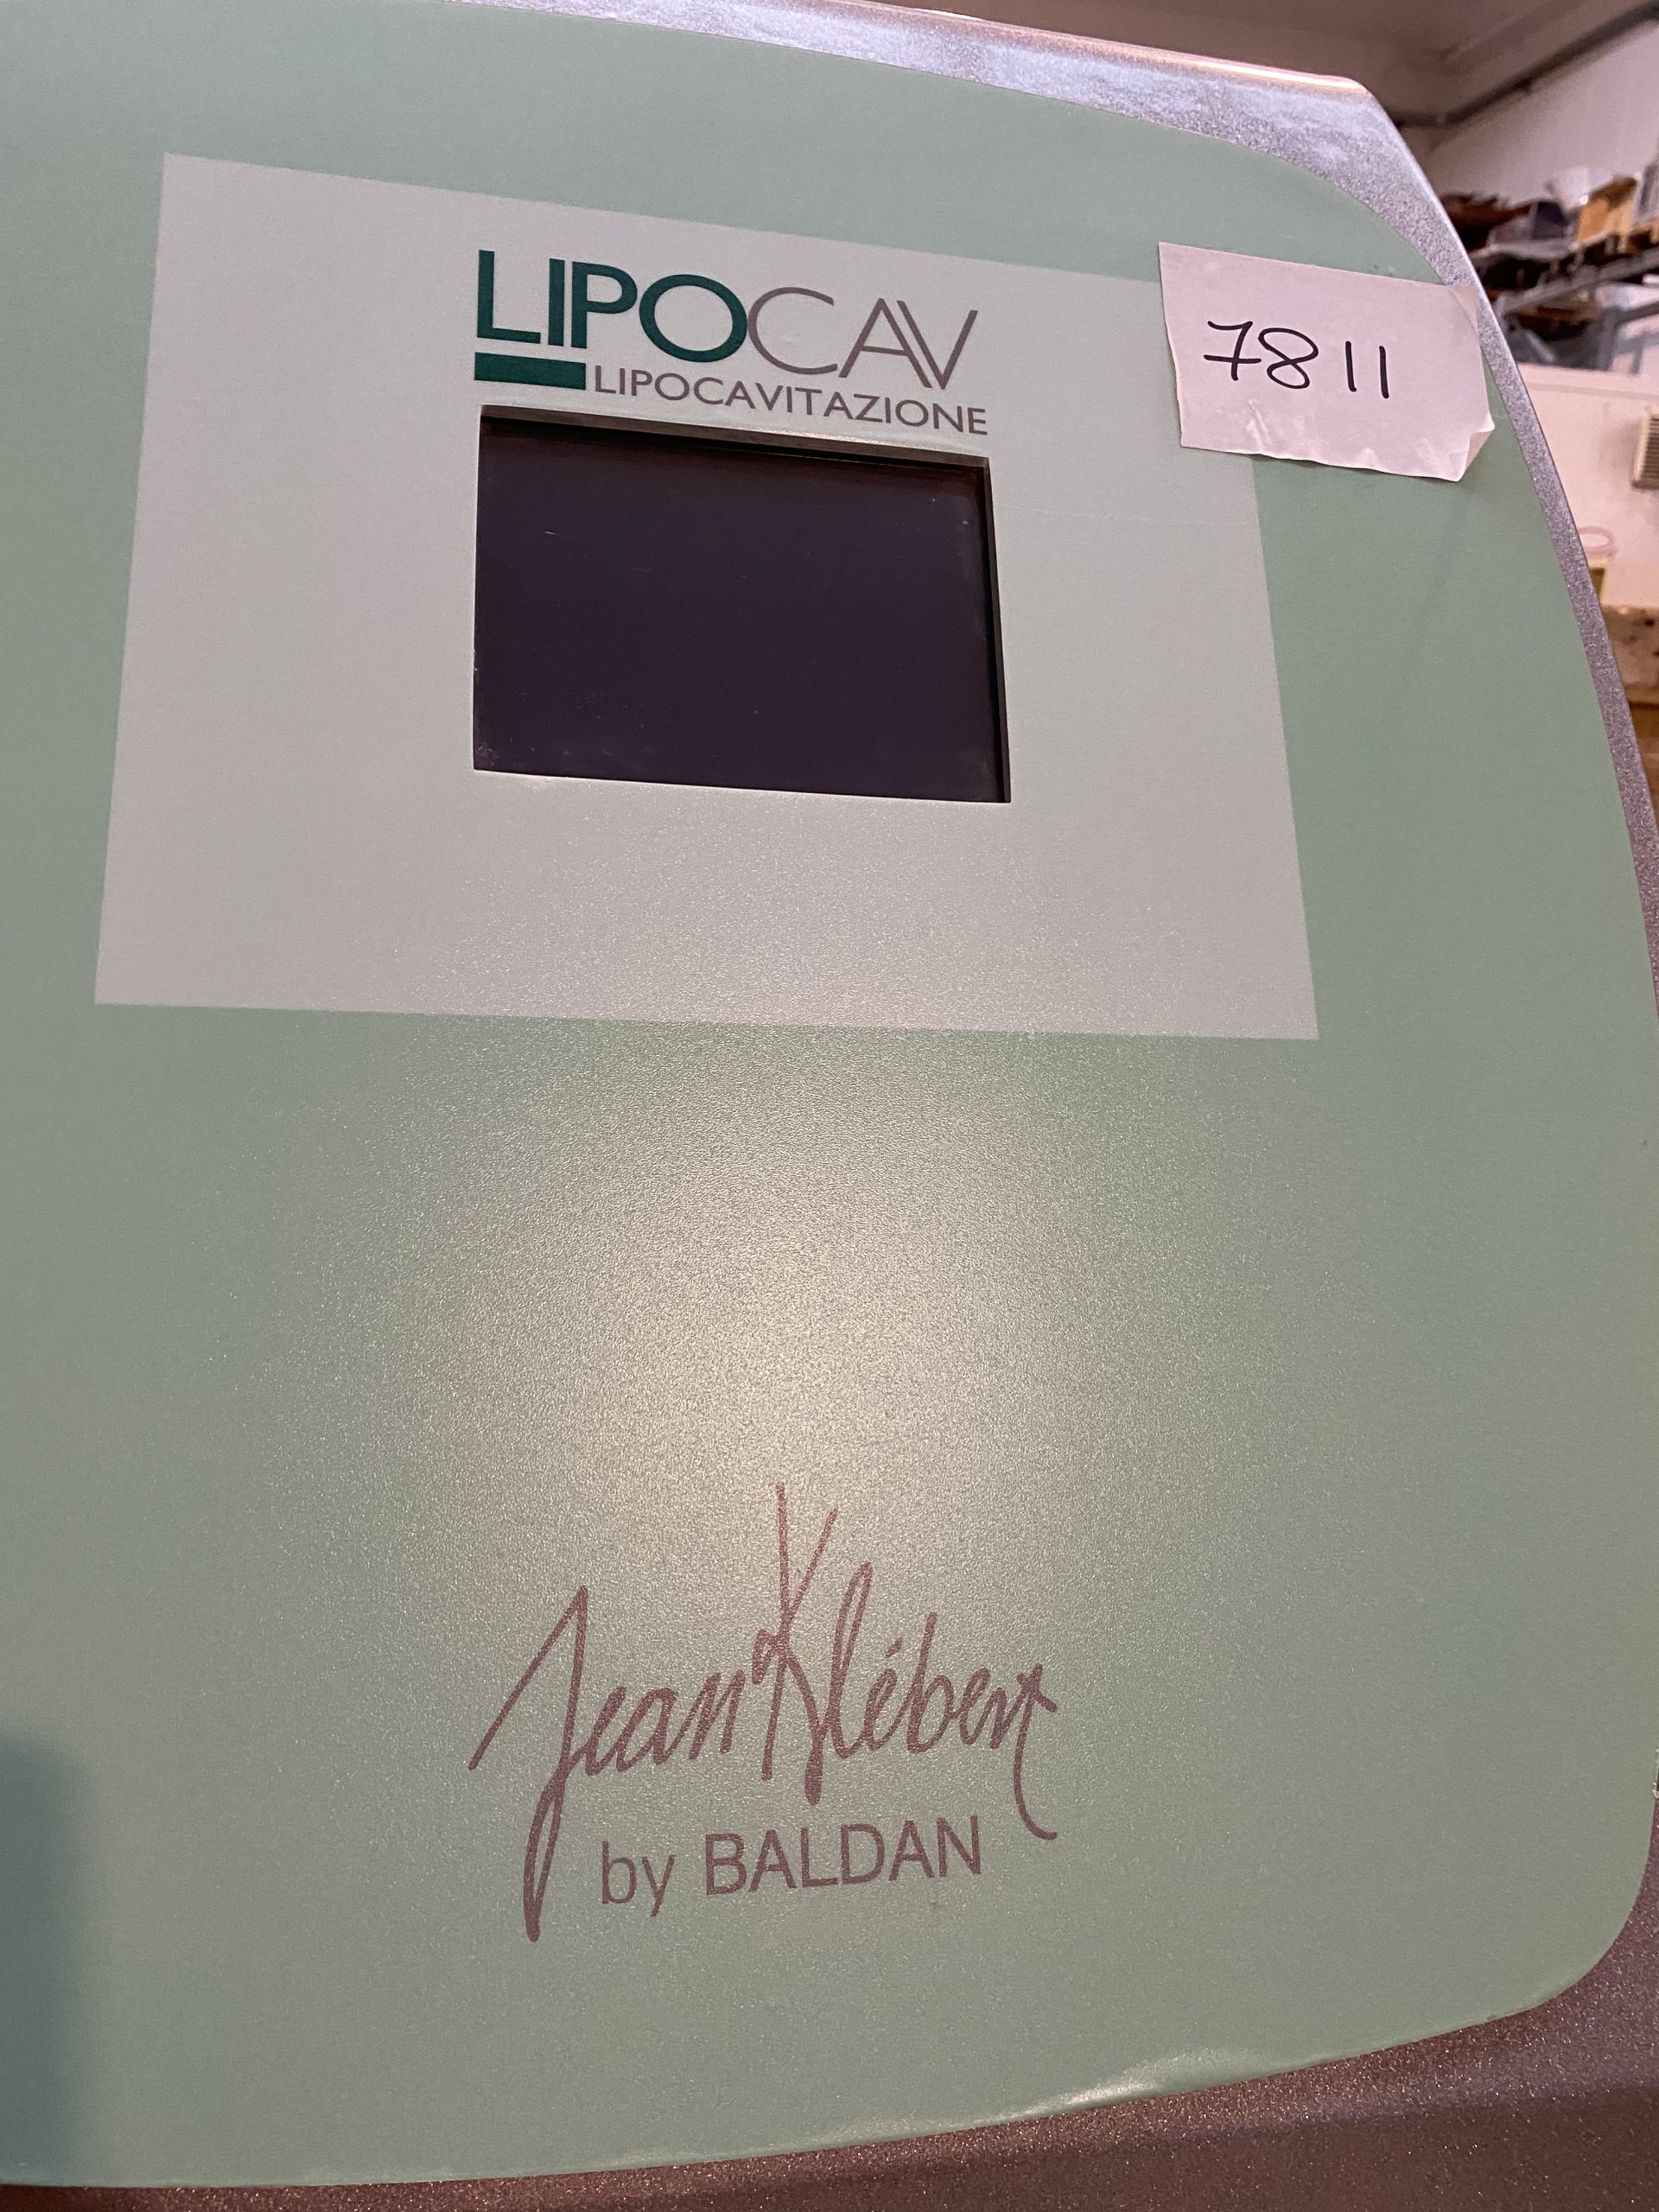 LIPOCAV
LIPOCAVITAZIONE
7811
Jean Klébert
by BALDAN